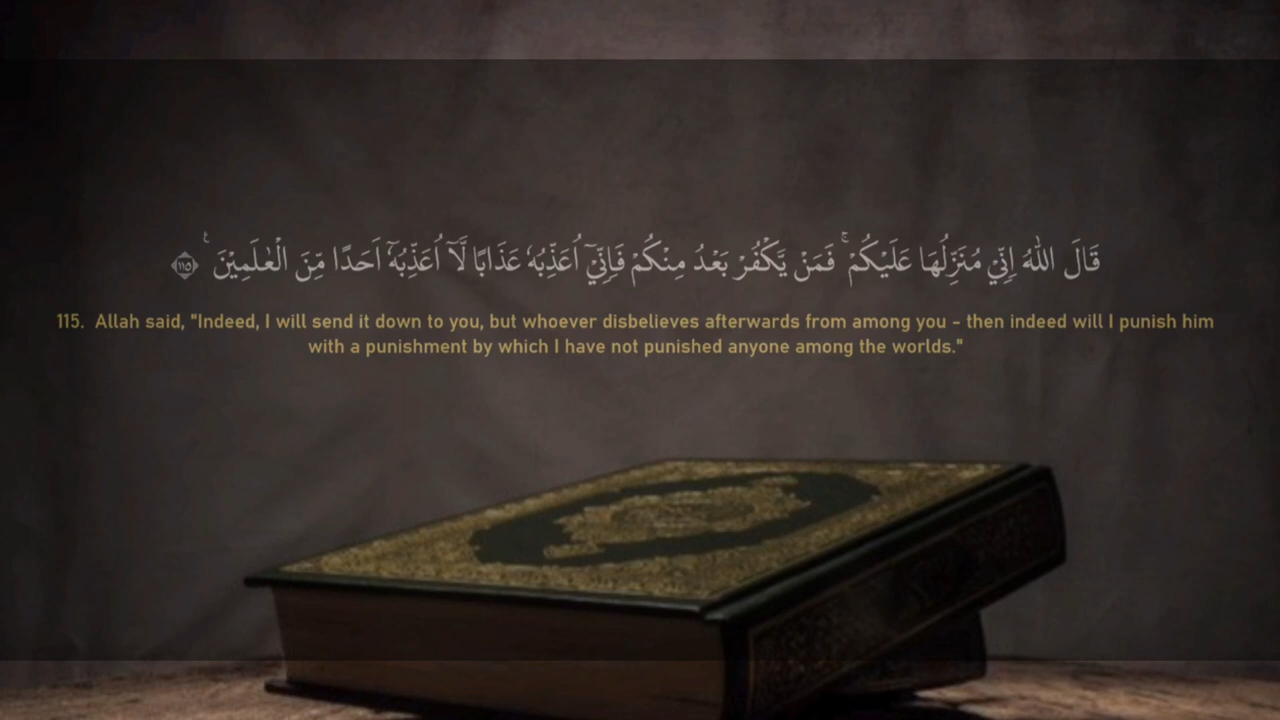 قَالَ اللّٰهُ اِنِّيْ مُنَزِّلُهَا عَلَيْكُمْ ۚ فَمَنْ يَّكْفُرْ بَعْدُ مِنْكُمْ فَاِنِّيْٓ اُعَذِّبُهٗ عَذَابًا لَّآ اُعَذِّبُهٗٓ اَحَدًا مِّنَ الْعٰلَمِيْنَ ࣖ ۝١١٥
115. Allah said, "Indeed, I will send it down to you, but whoever disbelieves afterwards from among you - then indeed will I punish him
with a punishment by which I have not punished anyone among the worlds."